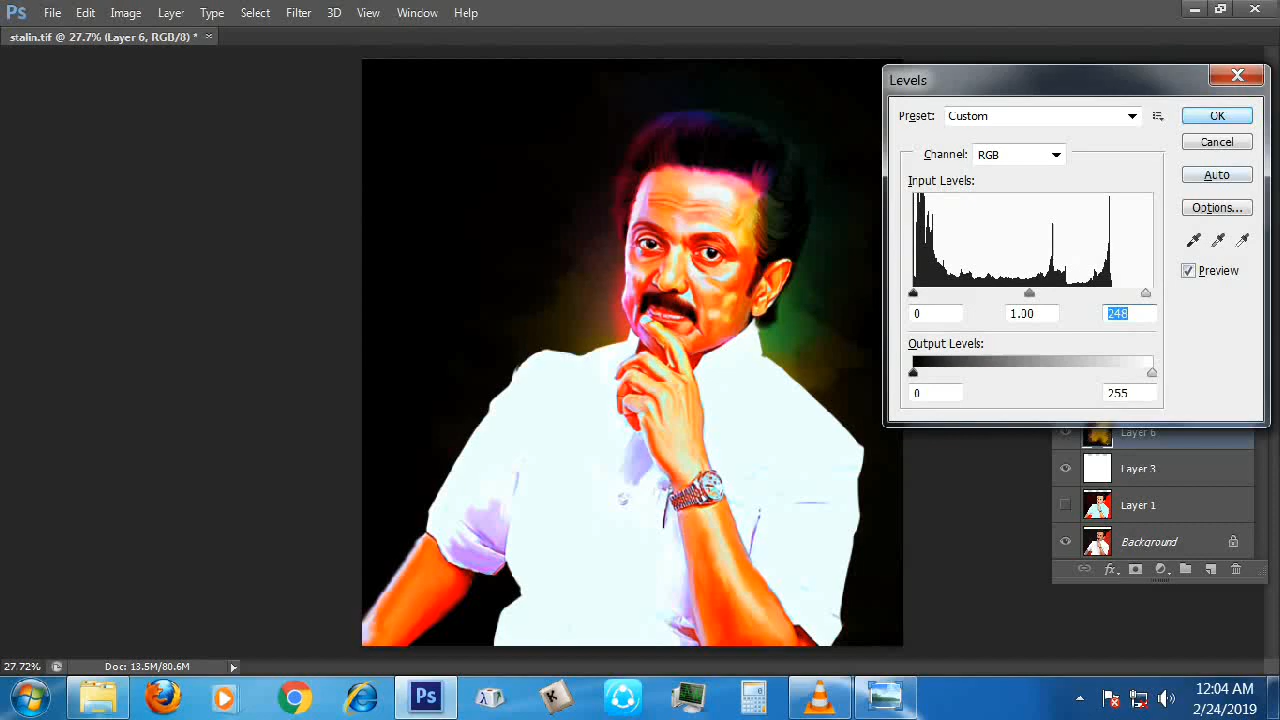 Ps File Edit Image Layer Type Select Filter 3D View Window Help
stalin.tif @ 27.7% (Layer 6, RGB/8) * ×
Levels
Preset: Custom
OK
Cancel
Channel: RGB
Auto
Input Levels:
Options...
Preview
0 1.00 248
Output Levels:
0 255
Layer 6
Layer 3
Layer 1
Background
fx
27.72% Doc: 13.5M/80.6M
Ps K
12:04 AM
2/24/2019